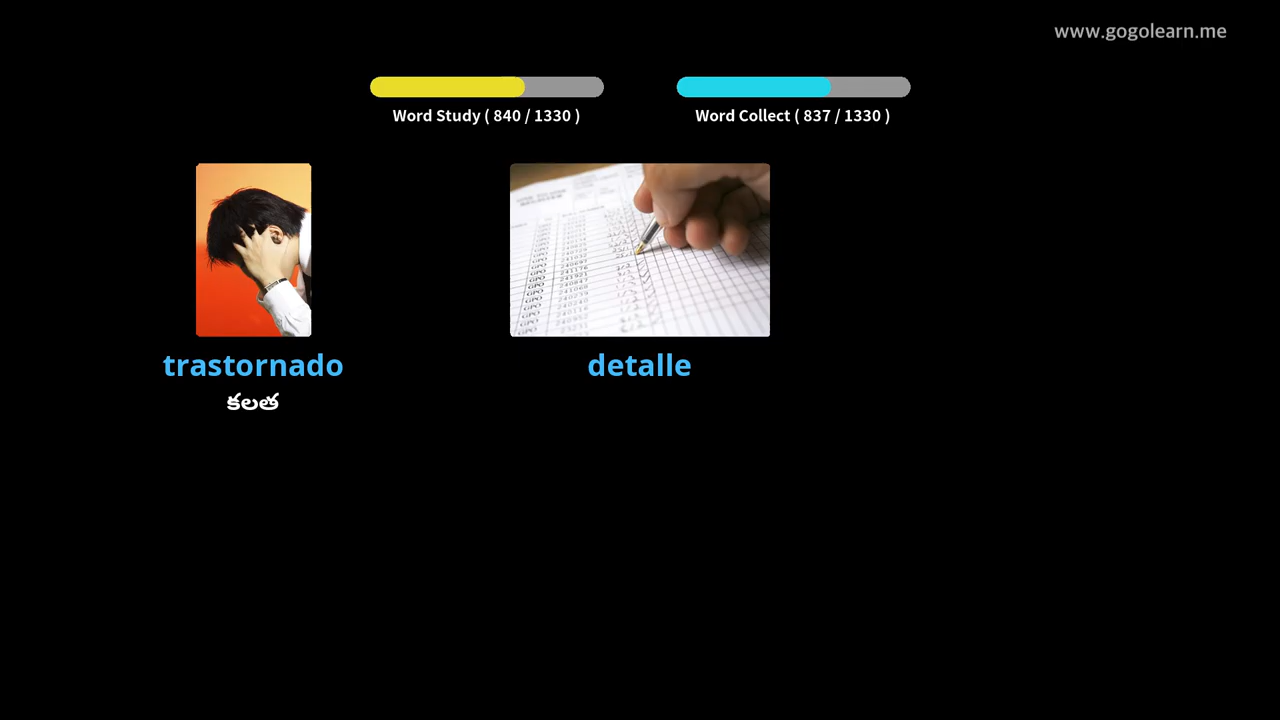 www.gogolearn.me
Word Study ( 840 / 1330 )
Word Collect ( 837 / 1330 )
trastornado
detalle
కలత